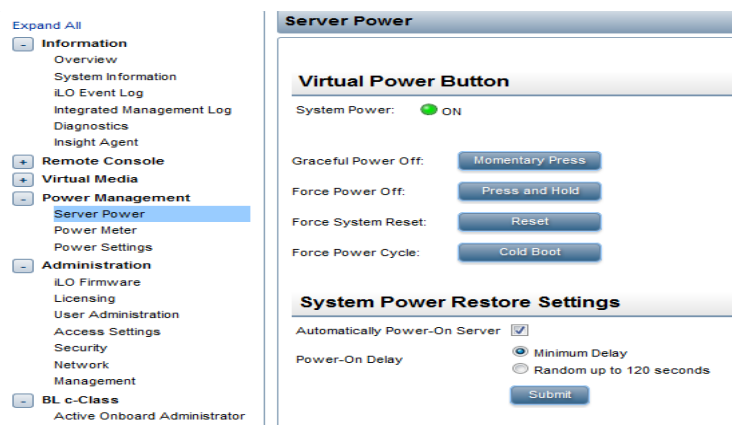 Expand All
Information
Overview
System Information
iLO Event Log
Integrated Management Log
Diagnostics
Insight Agent
Remote Console
Virtual Media
Power Management
Server Power
Power Meter
Power Settings
Administration
iLO Firmware
Licensing
User Administration
Access Settings
Security
Network
Management
BL c-Class
Active Onboard Administrator
Server Power
Virtual Power Button
System Power: ON
Graceful Power Off: Momentary Press
Force Power Off: Press and Hold
Force System Reset: Reset
Force Power Cycle: Cold Boot
System Power Restore Settings
Automatically Power-On Server
Power-On Delay
Minimum Delay
Random up to 120 seconds
Submit